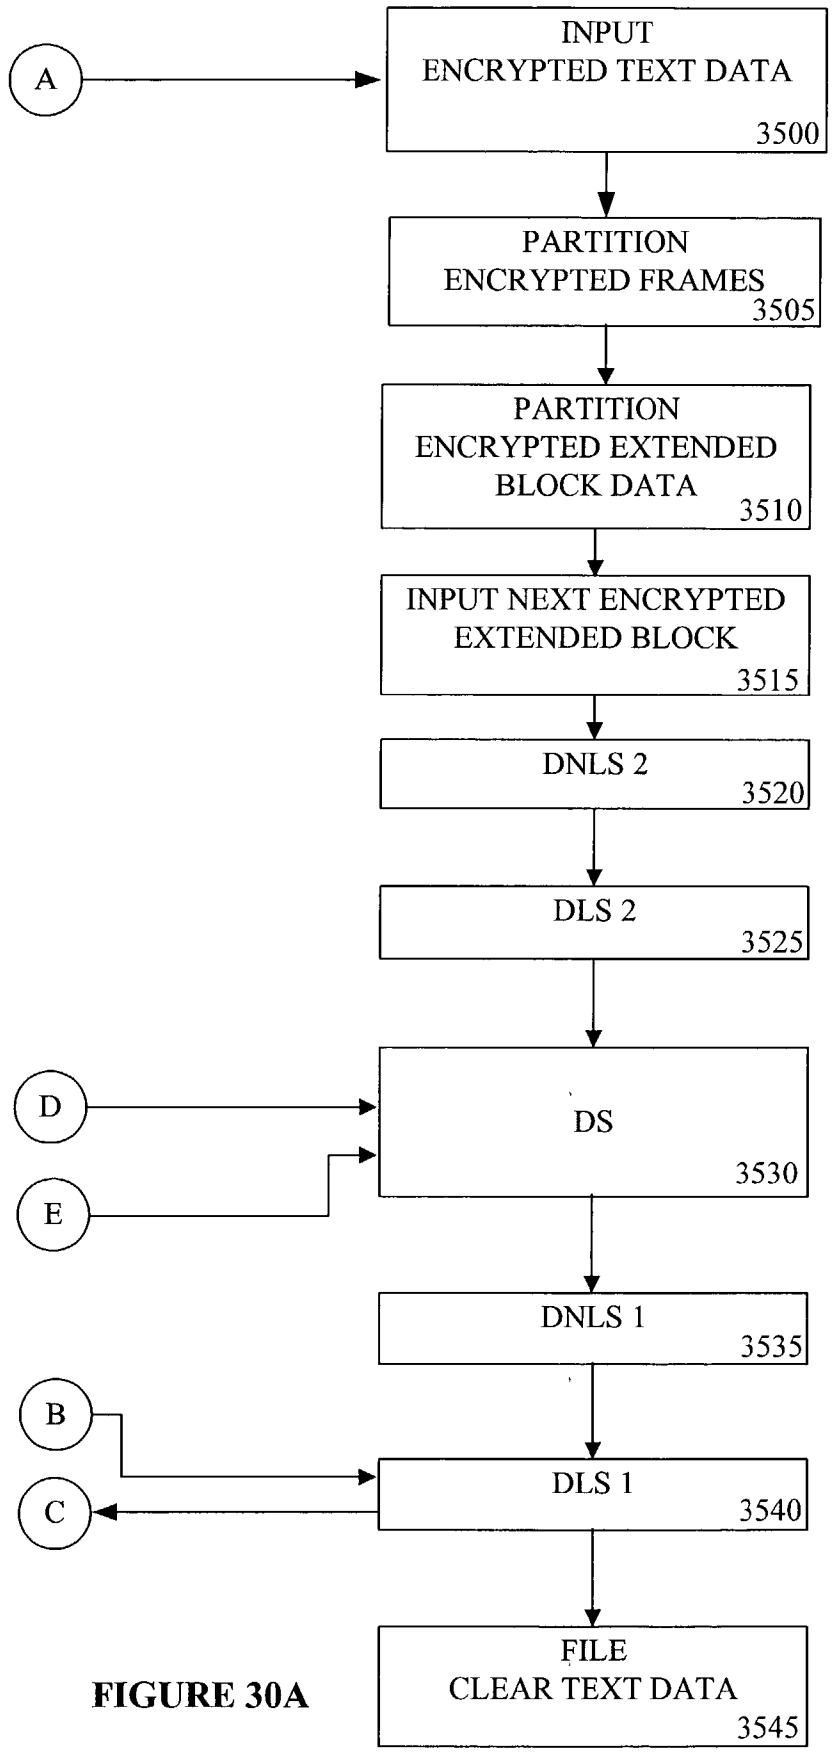 INPUT
A
ENCRYPTED TEXT DATA
3500
PARTITION
ENCRYPTED FRAMES
3505
PARTITION
ENCRYPTED EXTENDED
BLOCK DATA
3510
INPUT NEXT ENCRYPTED
EXTENDED BLOCK
3515
DNLS 2
3520
DLS 2
3525
D
DS
3530
E
DNLS 1
3535
B
DLS 1
3540
C
FILE
CLEAR TEXT DATA
3545
FIGURE 30A